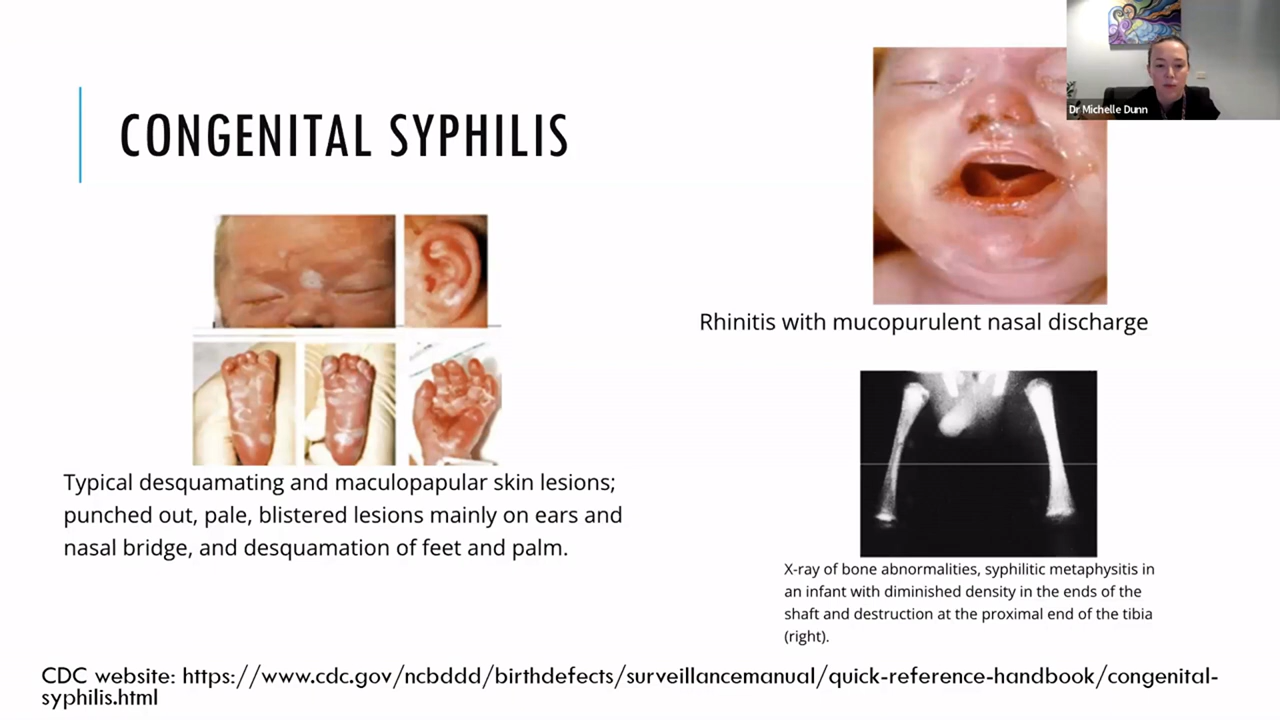 Dr Michelle Dunn
CONGENITAL SYPHILIS
Typical desquamating and maculopapular skin lesions;
punched out, pale, blistered lesions mainly on ears and
nasal bridge, and desquamation of feet and palm.
Rhinitis with mucopurulent nasal discharge
X-ray of bone abnormalities, syphilitic metaphysitis in
an infant with diminished density in the ends of the
shaft and destruction at the proximal end of the tibia
(right).
CDC website: https://www.cdc.gov/ncbddd/birthdefects/surveillancemanual/quick-reference-handbook/congenital-
syphilis.html